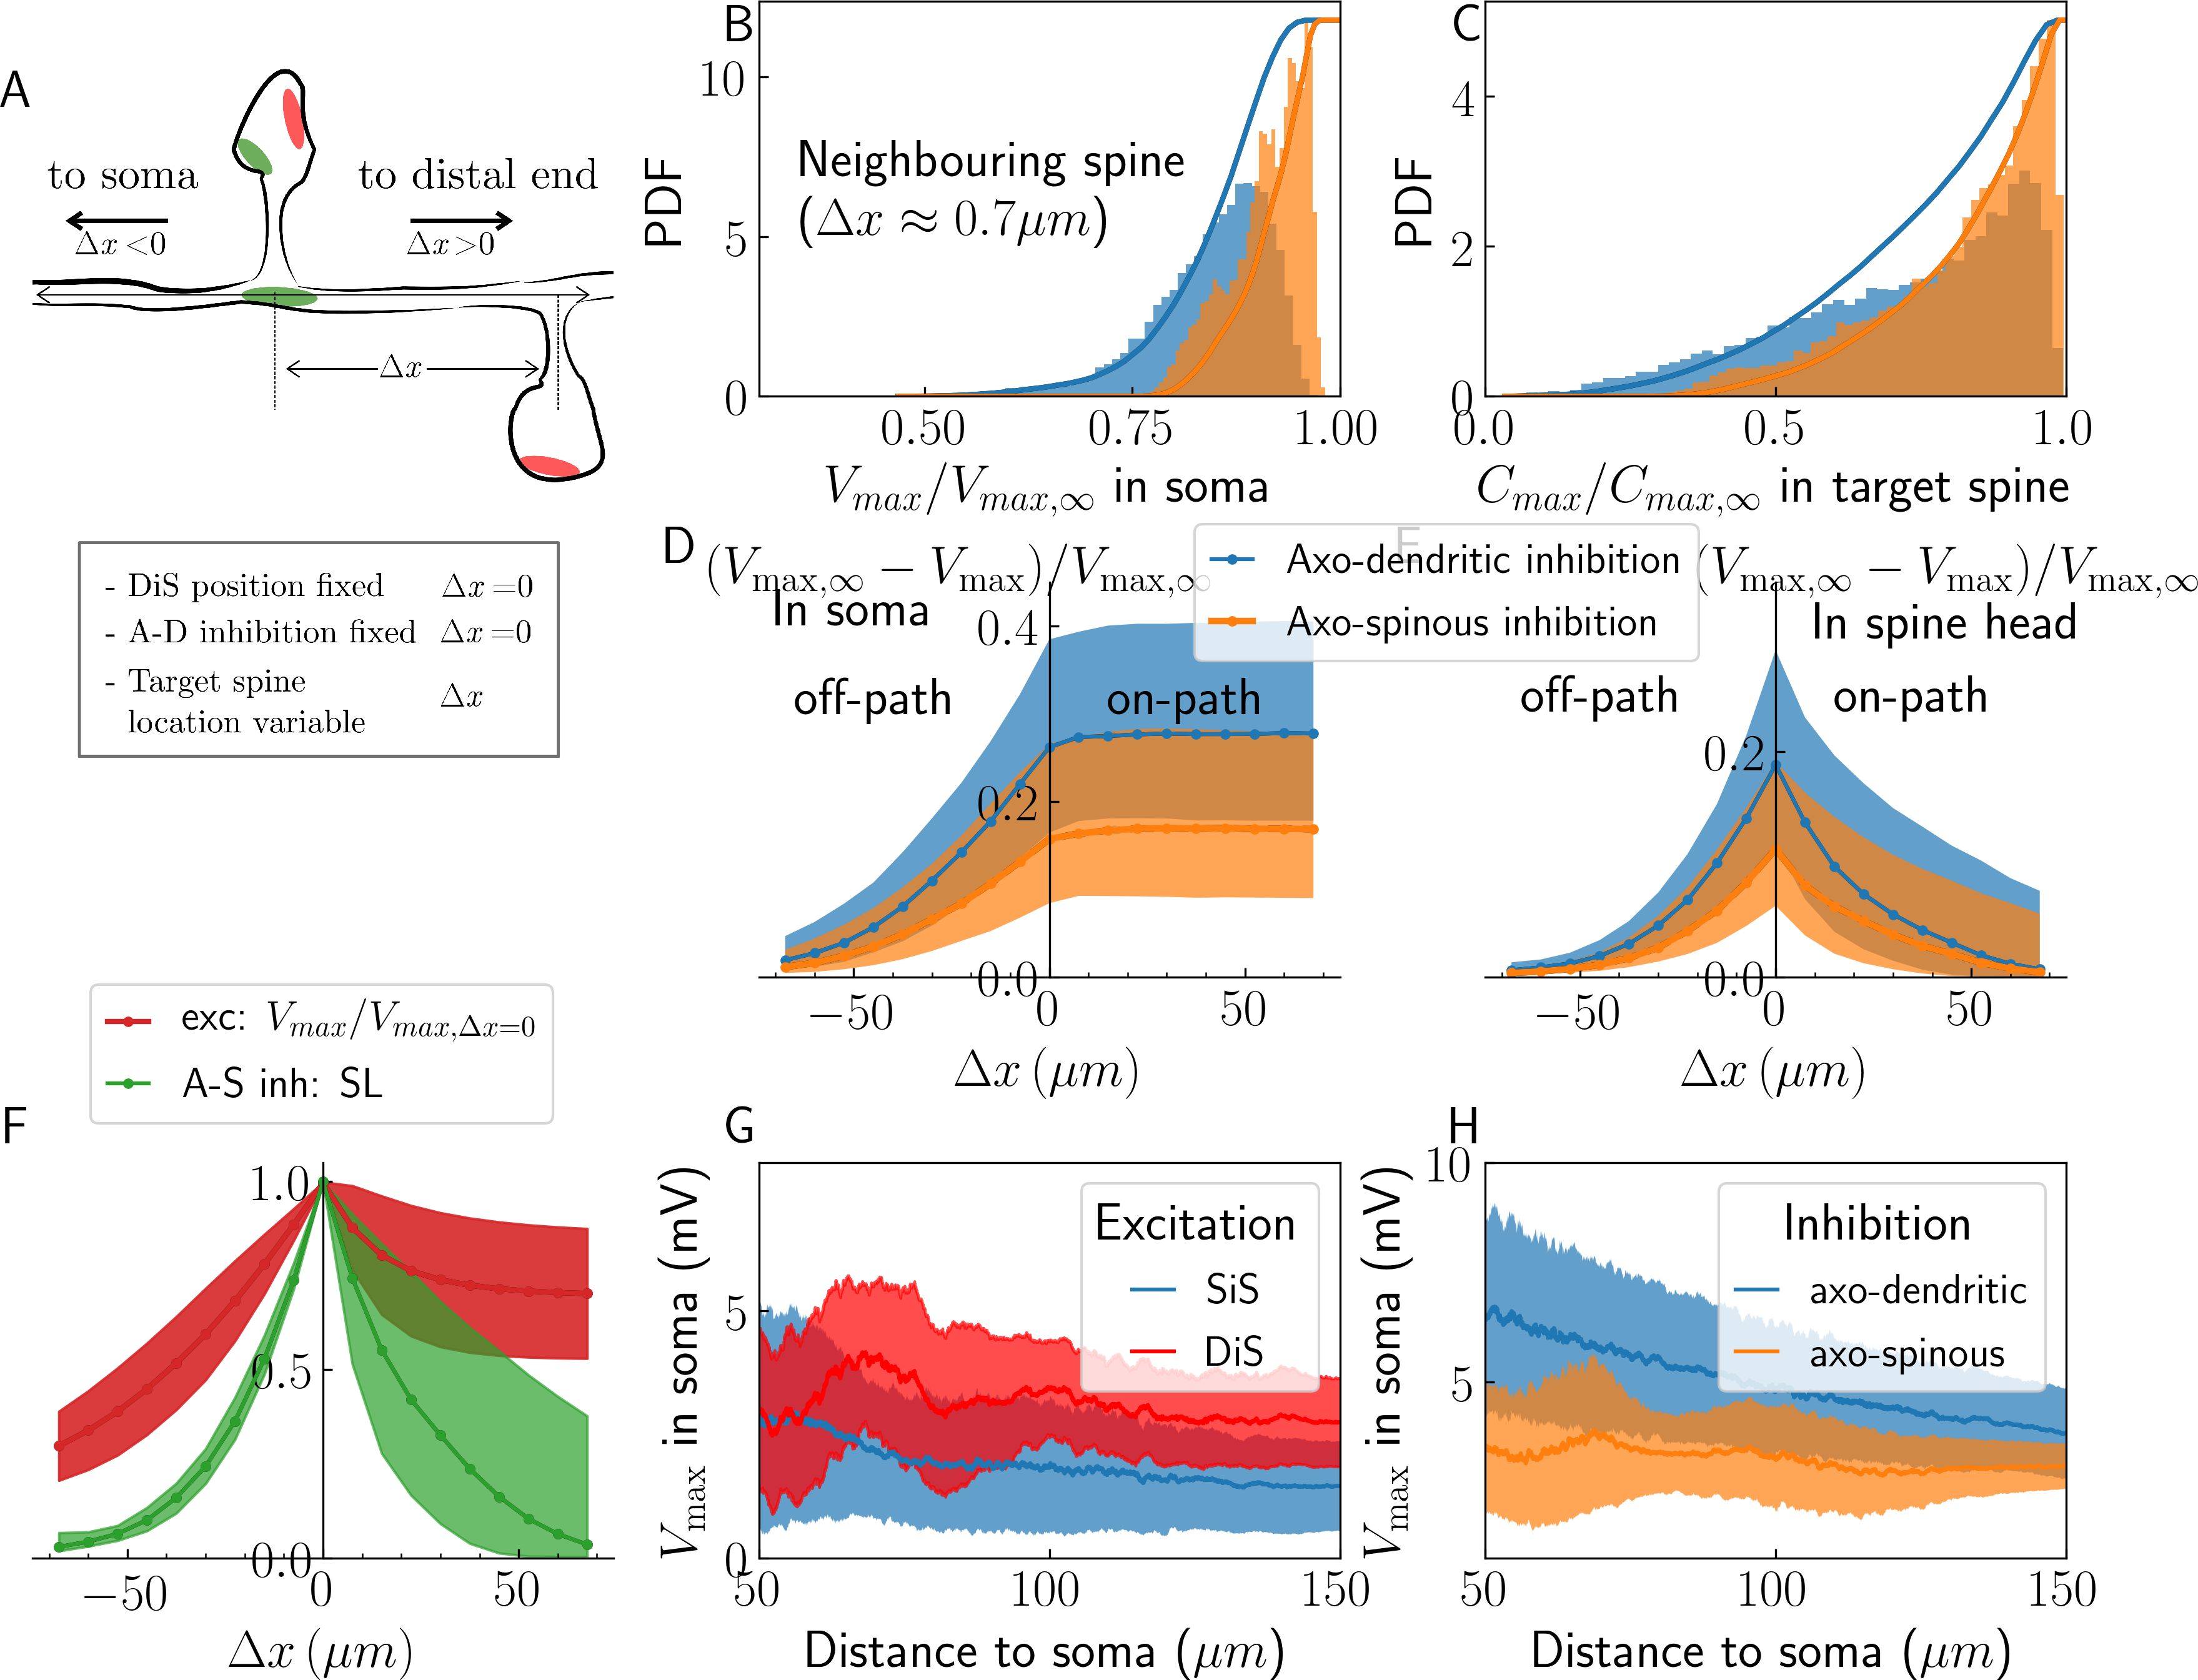 A
to soma
to distal end
Δx <0
Δx >0
Δx
- DiS position fixed Δx =0
- A-D inhibition fixed Δx =0
- Target spine
location variable
Δx
B
PDF
10
5
0
Neighbouring spine
(Δx ≈ 0.7μm)
0.50 0.75 1.00
V_max/V_max,∞ in soma
C
PDF
4
2
0
0.0 0.5 1.0
C_max/C_max,∞ in target spine
D
(V_max,∞ − V_max)/V_max,∞
In soma
off-path
on-path
0.4
0.2
0.0
−50 0 50
Δx (μm)
Axo-dendritic inhibition
Axo-spinous inhibition
E
(V_max,∞ − V_max)/V_max,∞
In spine head
off-path
on-path
0.2
0.0
−50 0 50
Δx (μm)
exc: V_max/V_max,Δx=0
A-S inh: SL
F
1.0
0.5
0.0
−50 0 50
Δx (μm)
G
V_max in soma (mV)
5
0
Excitation
SiS
DiS
50 100 150
Distance to soma (μm)
H
V_max in soma (mV)
10
5
Inhibition
axo-dendritic
axo-spinous
50 100 150
Distance to soma (μm)